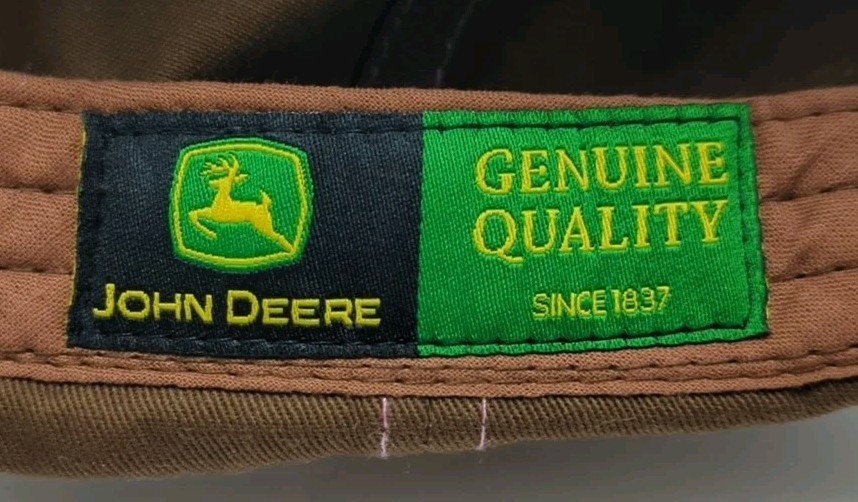 JOHN DEERE
GENUINE
QUALITY
SINCE 1837